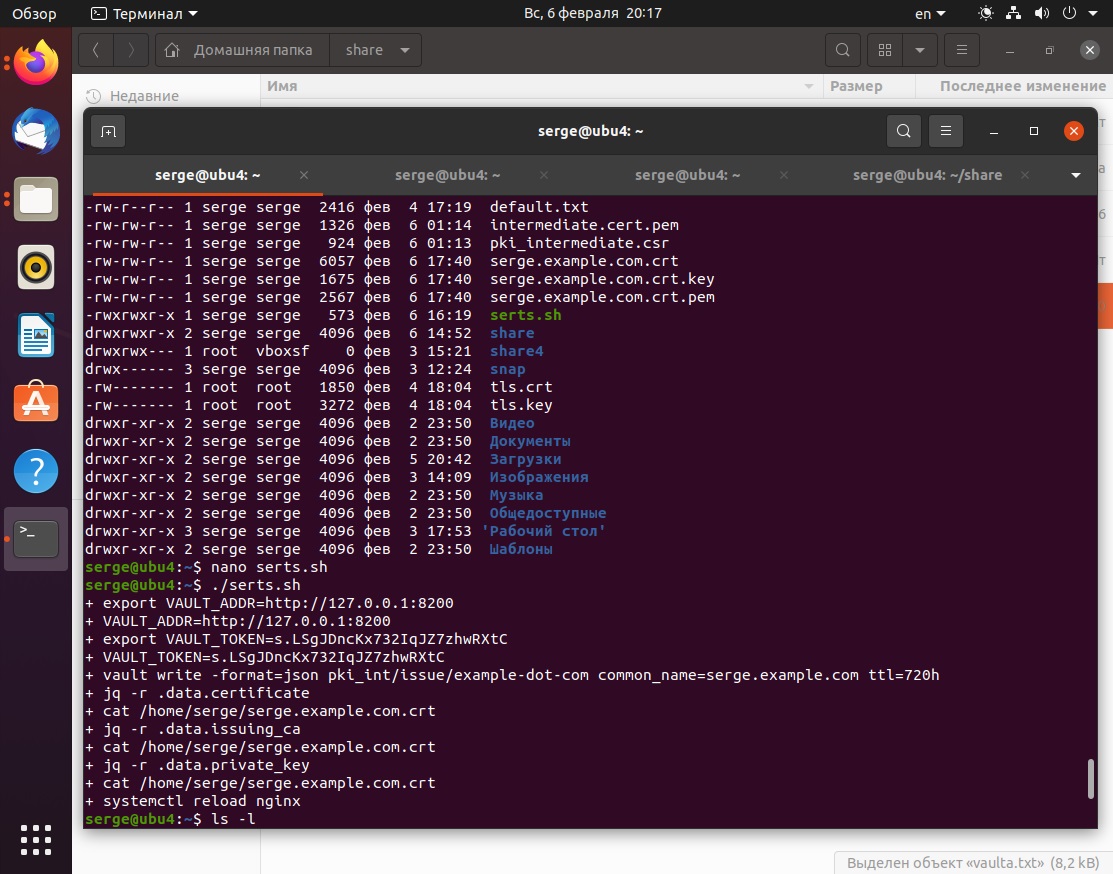 Обзор Терминал Вс, 6 февраля 20:17 en
Домашняя папка share
Недавние Имя Размер Последнее изменение
serge@ubu4: ~
serge@ubu4: ~ serge@ubu4: ~ serge@ubu4: ~ serge@ubu4: ~/share
-rw-r--r-- 1 serge serge 2416 фев 4 17:19 default.txt
-rw-rw-r-- 1 serge serge 1326 фев 6 01:14 intermediate.cert.pem
-rw-rw-r-- 1 serge serge 924 фев 6 01:13 pki_intermediate.csr
-rw-rw-r-- 1 serge serge 6057 фев 6 17:40 serge.example.com.crt
-rw-rw-r-- 1 serge serge 1675 фев 6 17:40 serge.example.com.crt.key
-rw-rw-r-- 1 serge serge 2567 фев 6 17:40 serge.example.com.crt.pem
-rwxrwxr-x 1 serge serge 573 фев 6 16:19 serts.sh
drwxrwxr-x 2 serge serge 4096 фев 6 14:52 share
drwxrwx--- 1 root vboxsf 0 фев 3 15:21 share4
drwx------ 3 serge serge 4096 фев 3 12:24 snap
-rw------- 1 root root 1850 фев 4 18:04 tls.crt
-rw------- 1 root root 3272 фев 4 18:04 tls.key
drwxr-xr-x 2 serge serge 4096 фев 2 23:50 Видео
drwxr-xr-x 2 serge serge 4096 фев 2 23:50 Документы
drwxr-xr-x 2 serge serge 4096 фев 5 20:42 Загрузки
drwxr-xr-x 2 serge serge 4096 фев 3 14:09 Изображения
drwxr-xr-x 2 serge serge 4096 фев 2 23:50 Музыка
drwxr-xr-x 2 serge serge 4096 фев 2 23:50 Общедоступные
drwxr-xr-x 3 serge serge 4096 фев 3 17:53 'Рабочий стол'
drwxr-xr-x 2 serge serge 4096 фев 2 23:50 Шаблоны
serge@ubu4:~$ nano serts.sh
serge@ubu4:~$ ./serts.sh
+ export VAULT_ADDR=http://127.0.0.1:8200
+ VAULT_ADDR=http://127.0.0.1:8200
+ export VAULT_TOKEN=s.LSgJDncKx732IqJZ7zhwRXtC
+ VAULT_TOKEN=s.LSgJDncKx732IqJZ7zhwRXtC
+ vault write -format=json pki_int/issue/example-dot-com common_name=serge.example.com ttl=720h
+ jq -r .data.certificate
+ cat /home/serge/serge.example.com.crt
+ jq -r .data.issuing_ca
+ cat /home/serge/serge.example.com.crt
+ jq -r .data.private_key
+ cat /home/serge/serge.example.com.crt
+ systemctl reload nginx
serge@ubu4:~$ ls -l
Выделен объект «vaulta.txt» (8,2 kB)